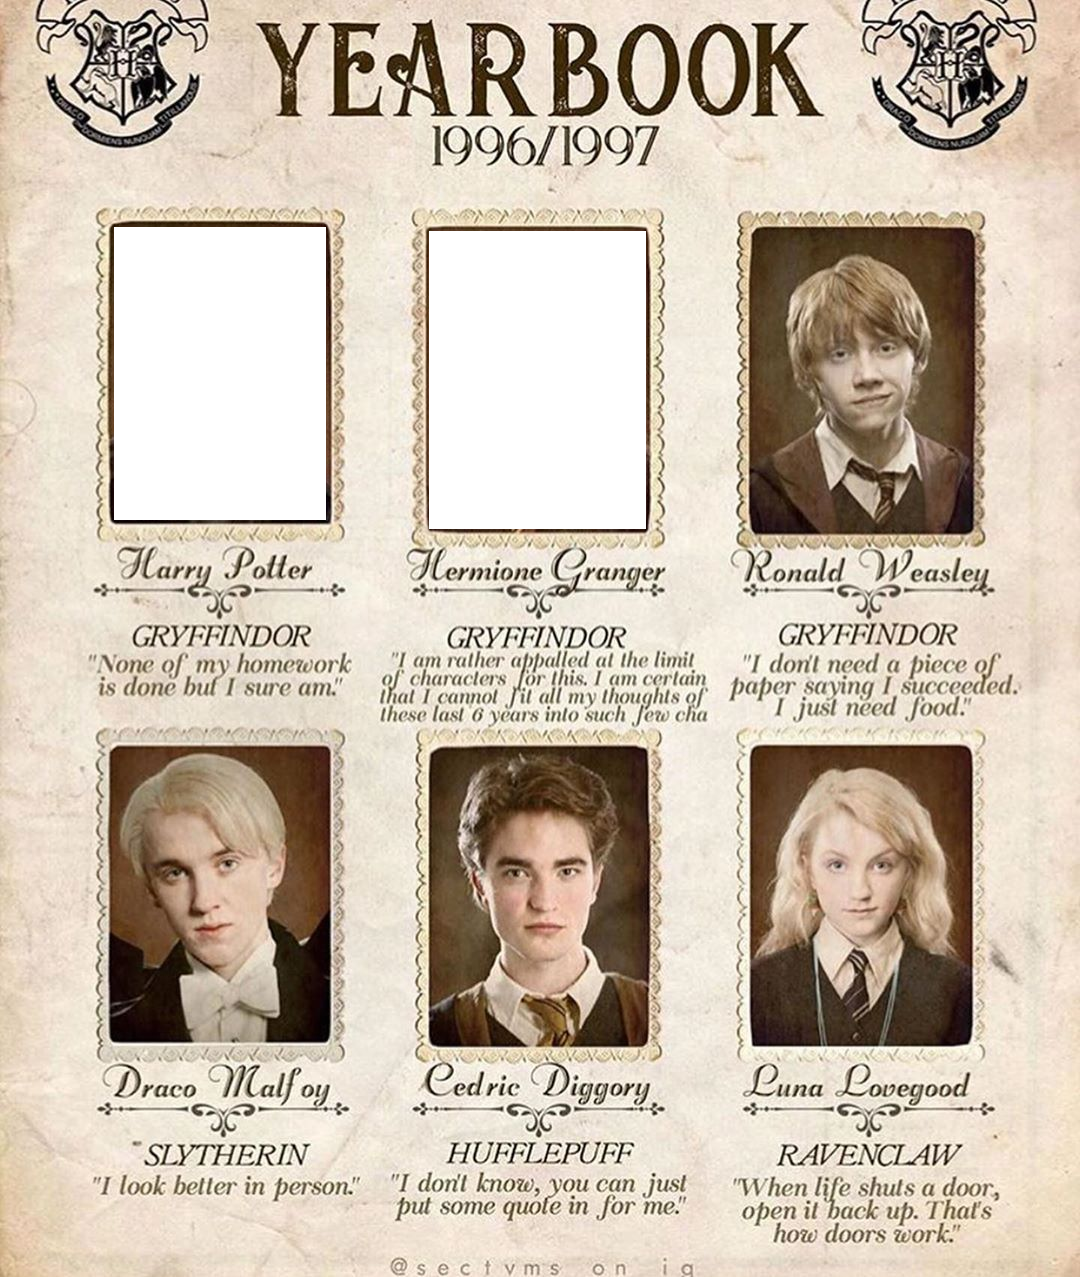 DRACO DORMIENS NUNQUAM TITILLANDUS
YEARBOOK
DRACO DORMIENS NUNQUAM TITILLANDUS
1996/1997
Harry Potter
GRYFFINDOR
"None of my homework
is done but I sure am."
Hermione Granger
GRYFFINDOR
"I am rather appalled at the limit
of characters for this. I am certain
that I cannot fit all my thoughts of
these last 6 years into such few cha
Ronald Weasley
GRYFFINDOR
"I don't need a piece of
paper saying I succeeded.
I just need food."
Draco Malfoy
SLYTHERIN
"I look better in person."
Cedric Diggory
HUFFLEPUFF
"I don't know, you can just
put some quote in for me."
Luna Lovegood
RAVENCLAW
"When life shuts a door,
open it back up. That's
how doors work."
@sectvms on ig